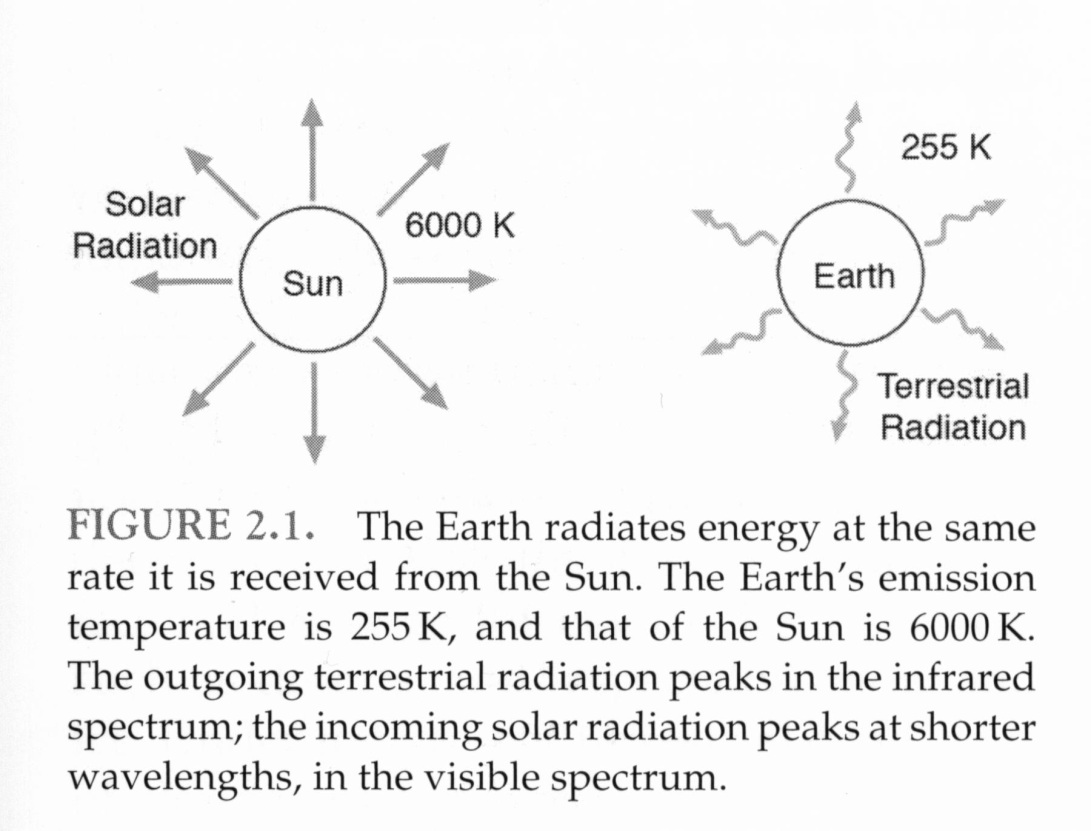 Solar
Radiation
Sun
6000 K
255 K
Earth
Terrestrial
Radiation
FIGURE 2.1. The Earth radiates energy at the same
rate it is received from the Sun. The Earth's emission
temperature is 255 K, and that of the Sun is 6000 K.
The outgoing terrestrial radiation peaks in the infrared
spectrum; the incoming solar radiation peaks at shorter
wavelengths, in the visible spectrum.